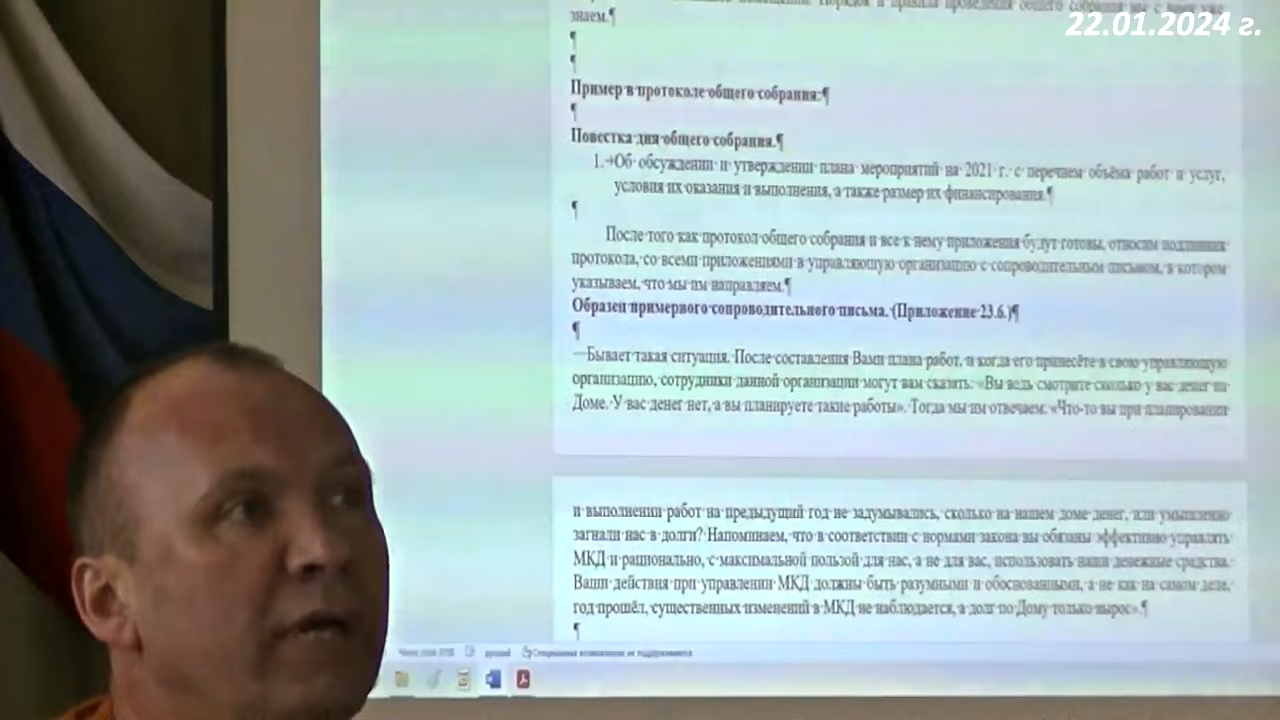 22.01.2024 г.
знаем.¶
¶
¶
Пример в протоколе общего собрания:¶
¶
Повестка дня общего собрания.¶
1.→Об обсуждении и утверждении плана мероприятий на 2021 г. с перечнем объёма работ и услуг,
условия их оказания и выполнения, а также размер их финансирования.¶
¶
После того как протокол общего собрания и все к нему приложения будут готовы, относим подлинник
протокола, со всеми приложениями в управляющую организацию с сопроводительным письмом, в котором
указываем, что мы им направляем.¶
Образец примерного сопроводительного письма. (Приложение 23.6.)¶
¶
Бывает такая ситуация. После составления Вами плана работ, и когда его принесёте в свою управляющую
организацию, сотрудники данной организации могут вам сказать: «Вы ведь смотрите сколько у вас денег на
Доме. У вас денег нет, а вы планируете такие работы». Тогда мы им отвечаем: «Что-то вы при планировании
и выполнении работ на предыдущий год не задумывались, сколько на нашем доме денег, или умышленно
загнали нас в долги? Напоминаем, что в соответствии с нормами закона вы обязаны эффективно управлять
МКД и рационально, с максимальной пользой для нас, а не для вас, использовать наши денежные средства.
Ваши действия при управлении МКД должны быть разумными и обоснованными, а не как на самом деле,
год прошёл, существенных изменений в МКД не наблюдается, а долг по Дому только вырос».¶
¶
русский